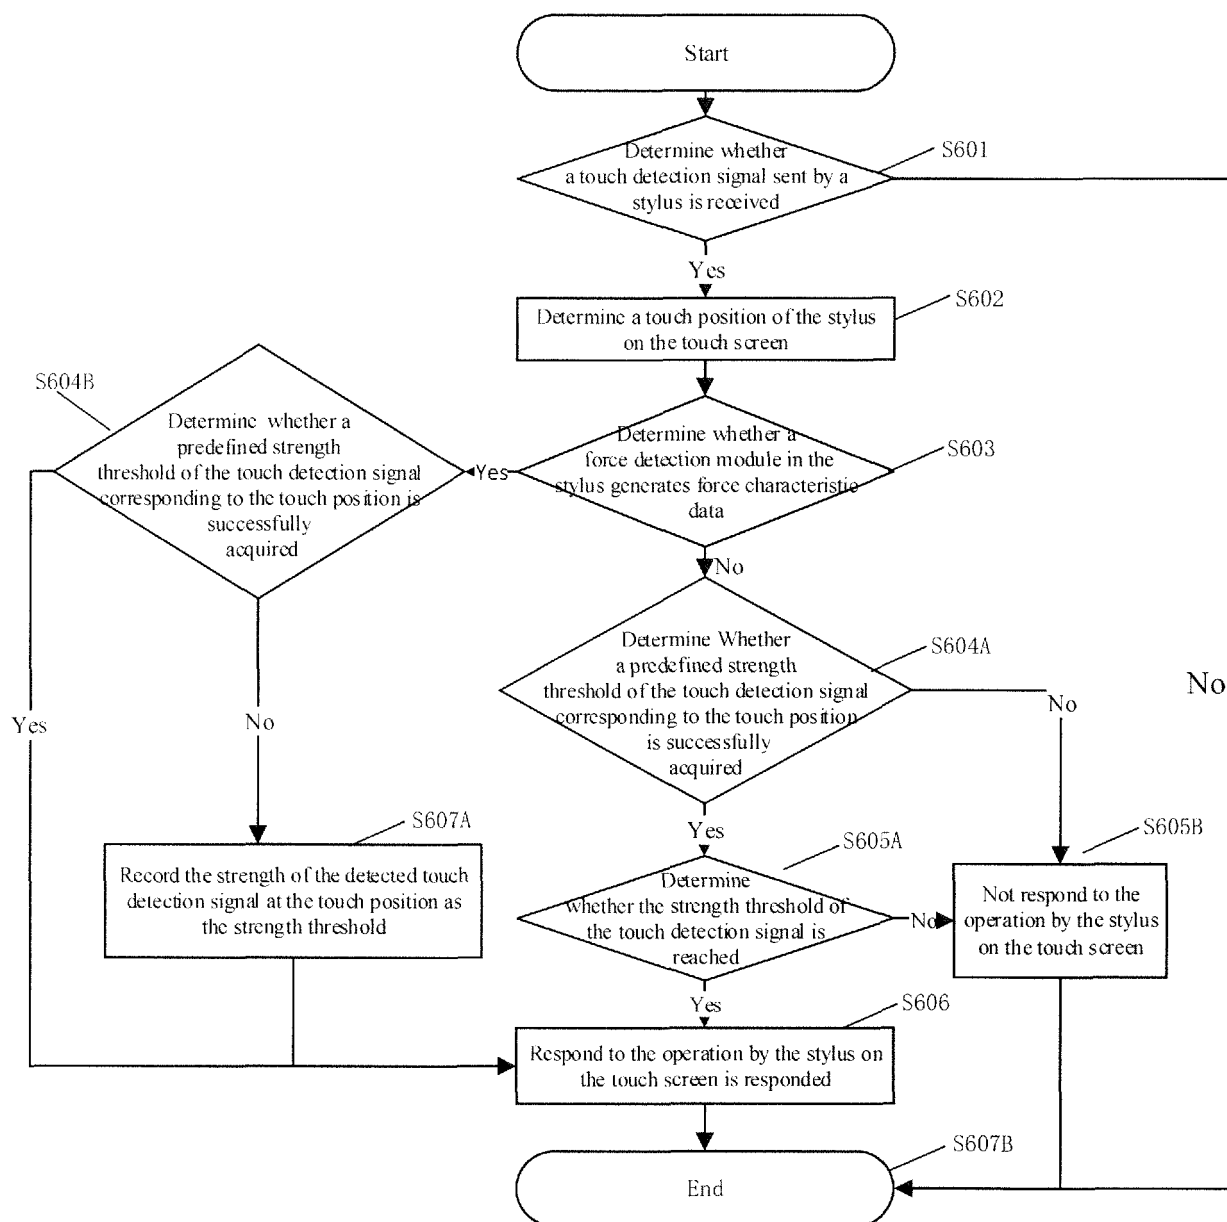 Start
Determine whether
a touch detection signal sent by a
stylus is received
S601
Yes
Determine a touch position of the stylus
on the touch screen
S602
S604B
Determine whether a
predefined strength
threshold of the touch detection signal
corresponding to the touch position is
successfully
acquired
Yes
Determine whether a
force detection module in the
stylus generates force characteristic
data
S603
No
Determine Whether
a predefined strength
threshold of the touch detection signal
corresponding to the touch position
is successfully
acquired
S604A
No
No
Yes
No
Yes
S607A
Record the strength of the detected touch
detection signal at the touch position as
the strength threshold
S605A
Determine
whether the strength threshold of
the touch detection signal is
reached
No
S605B
Not respond to the
operation by the stylus
on the touch screen
Yes
S606
Respond to the operation by the stylus on
the touch screen is responded
S607B
End